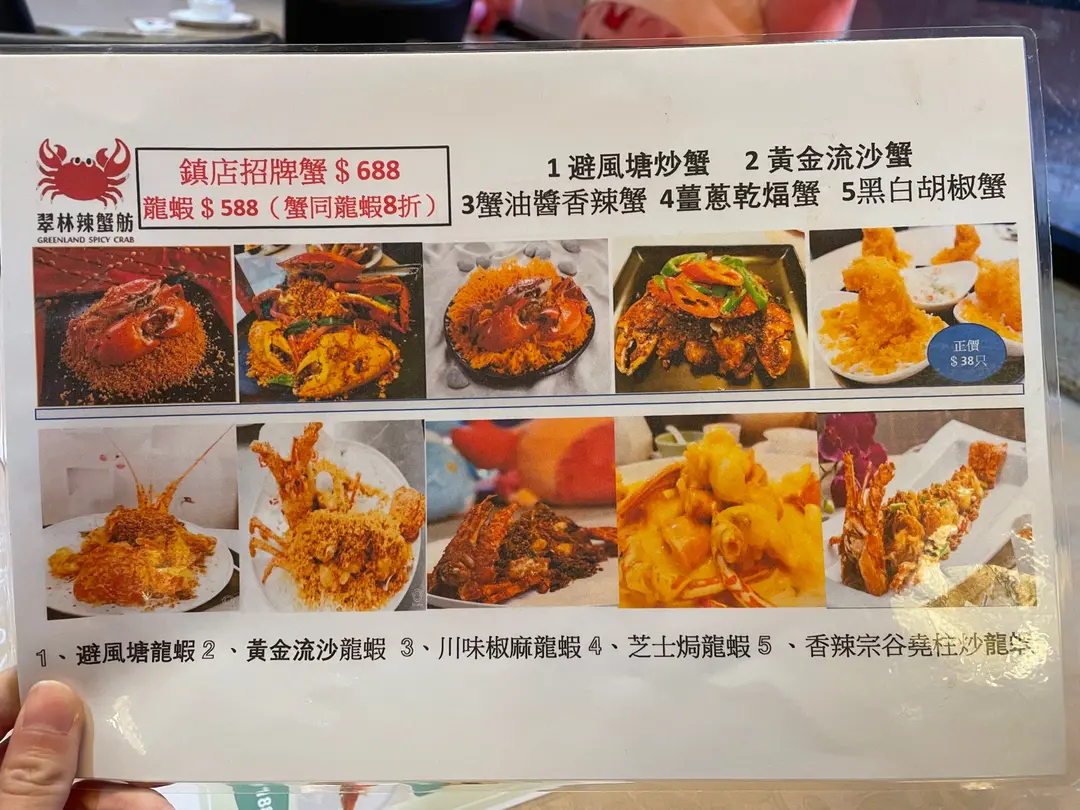 翠林辣蟹舫
GREENLAND SPICY CRAB
鎮店招牌蟹 $ 688
龍蝦 $ 588（蟹同龍蝦8折）
1 避風塘炒蟹 2 黃金流沙蟹
3蟹油醬香辣蟹 4薑蔥乾煏蟹 5黑白胡椒蟹
正價
$ 38只
1、避風塘龍蝦 2、黃金流沙龍蝦 3、川味椒麻龍蝦 4、芝士焗龍蝦 5、香辣宗谷堯柱炒龍蝦